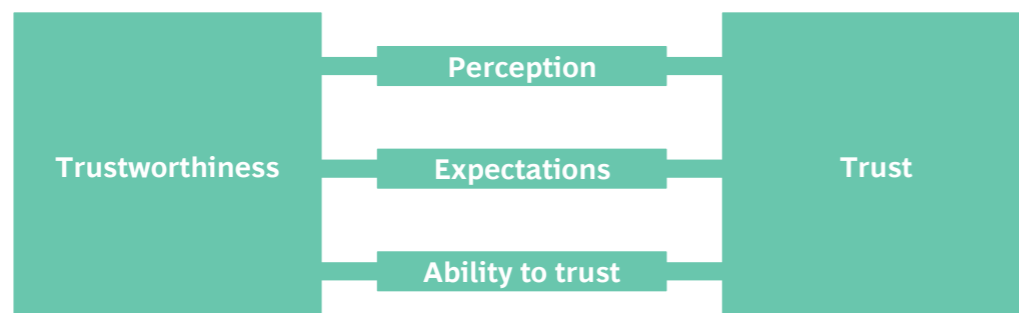 Perception
Trustworthiness
Expectations
Trust
Ability to trust